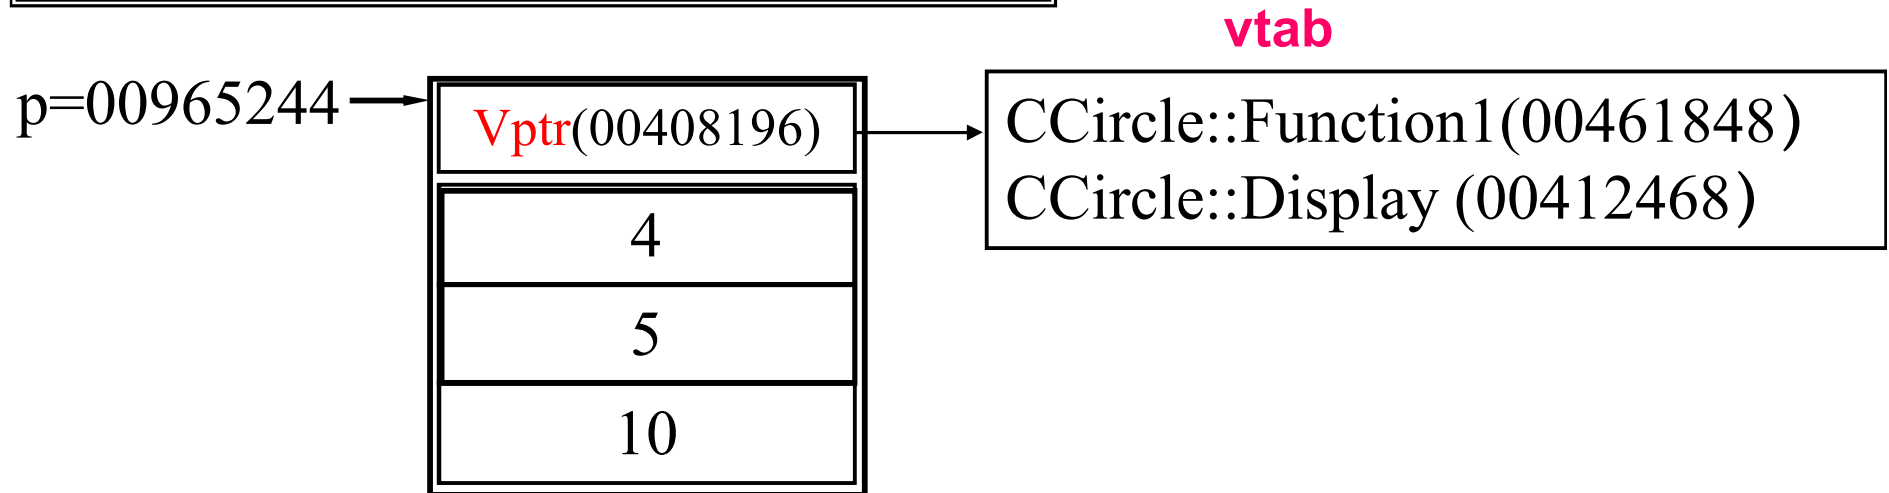 vtab
p=00965244
Vptr(00408196)
CCircle::Function1(00461848)
CCircle::Display (00412468)
4
5
10